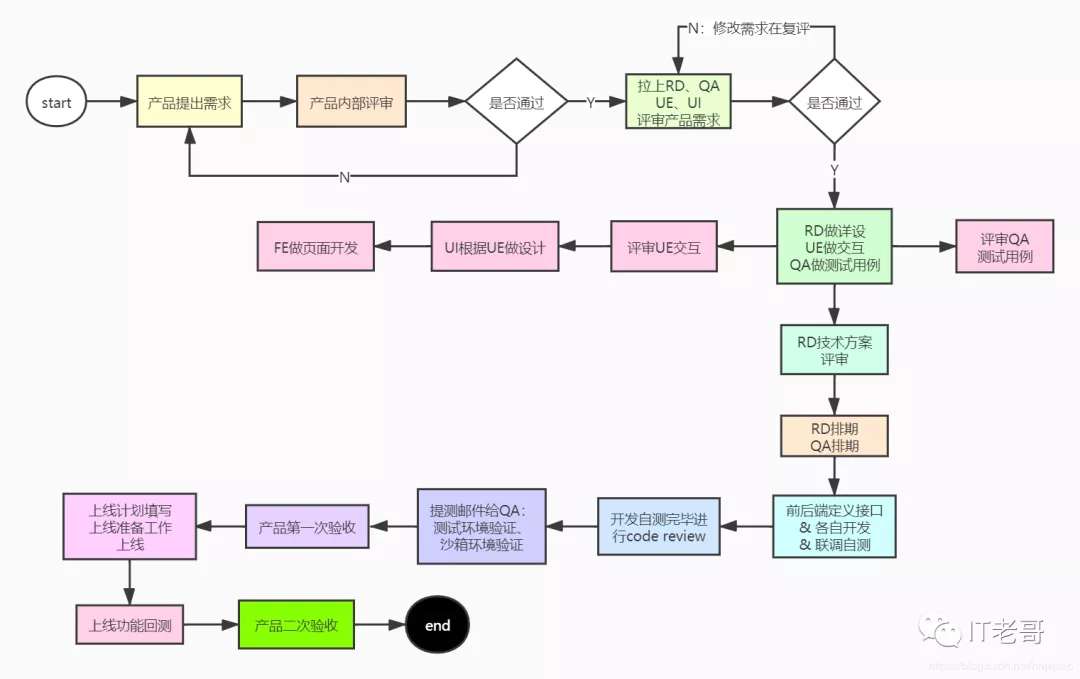 N：修改需求在复评
start
产品提出需求
产品内部评审
是否通过
Y
拉上RD、QA
UE、UI
评审产品需求
是否通过
N
Y
FE做页面开发
UI根据UE做设计
评审UE交互
RD做详设
UE做交互
QA做测试用例
评审QA
测试用例
RD技术方案
评审
RD排期
QA排期
上线计划填写
上线准备工作
上线
产品第一次验收
提测邮件给QA：
测试环境验证、
沙箱环境验证
开发自测完毕进
行code review
前后端定义接口
& 各自开发
& 联调自测
上线功能回测
产品二次验收
end
IT老哥